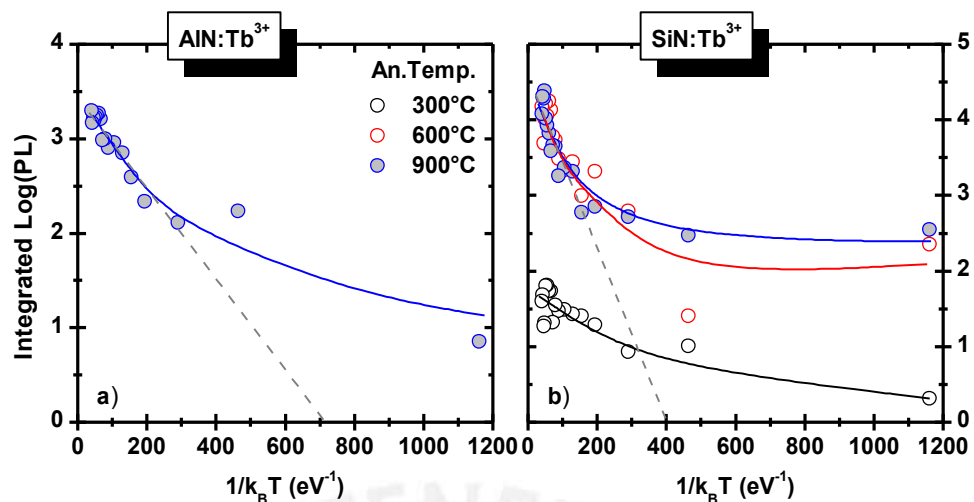 AlN:Tb³⁺
SiN:Tb³⁺
Integrated Log(PL)
4
3
2
1
0
An.Temp.
300°C
600°C
900°C
a)
0 200 400 600 800 1000 1200
1/k_BT (eV⁻¹)
b)
5
4
3
2
1
0
0 200 400 600 800 1000 1200
1/k_BT (eV⁻¹)